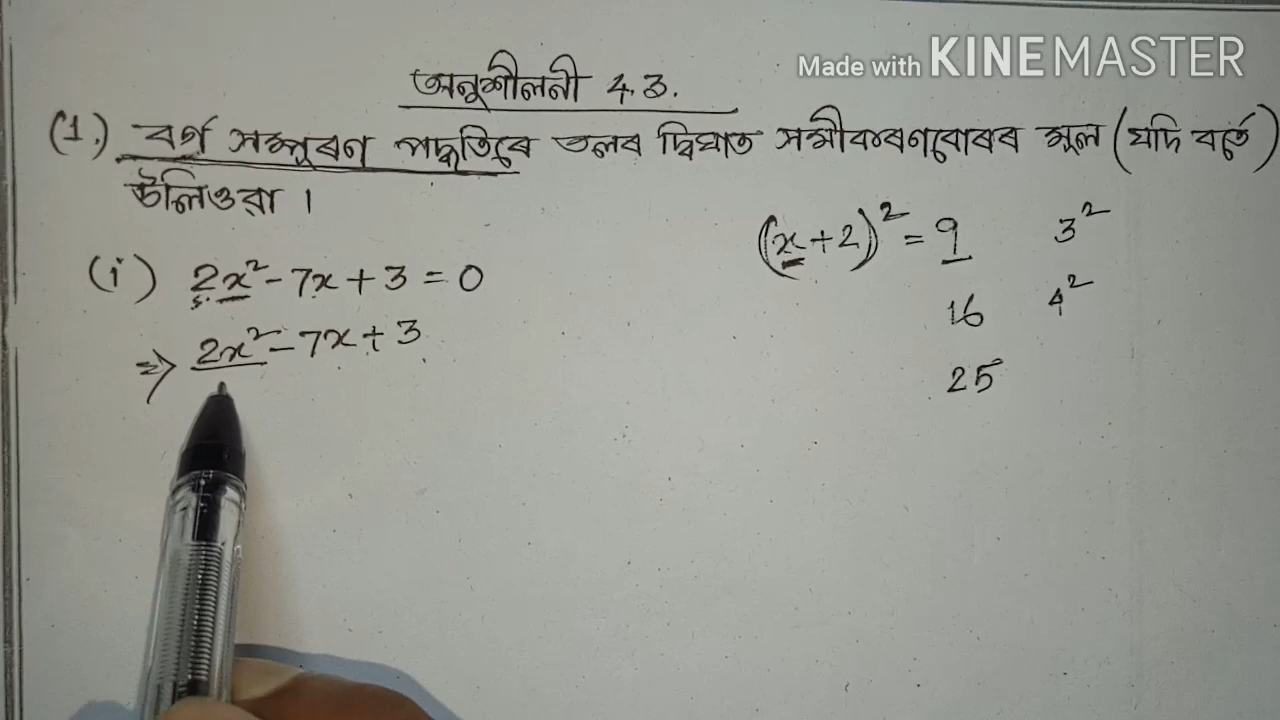 Made with KINEMASTER
অনুশীলনী 4.3.
(1.) বৰ্গ সম্পূৰণ পদ্ধতিৰে তলৰ দ্বিঘাত সমীকৰণবোৰৰ মূল (যদি বৰ্তে)
উলিওৱা ।
(i) 2x² - 7x + 3 = 0
⇒ 2x² - 7x + 3
(x + 2)² = 9 3²
16 4²
25